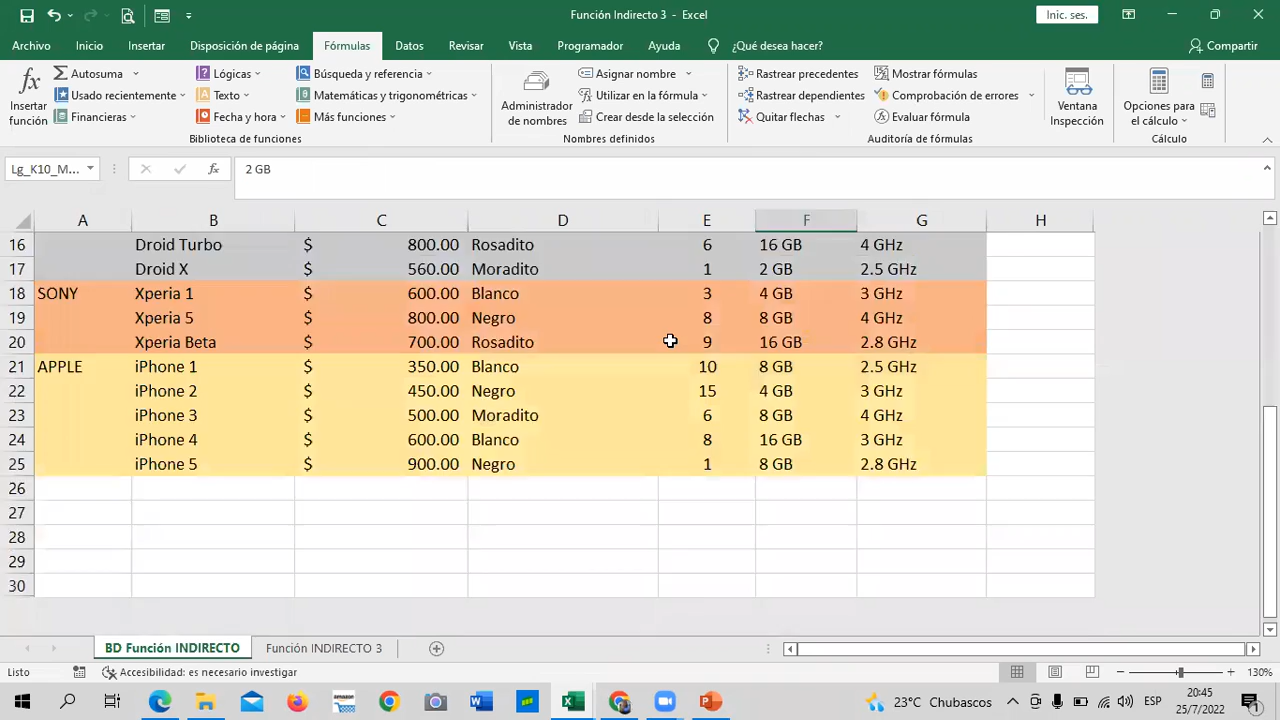 Función Indirecto 3 - Excel
Inic. ses.
Archivo Inicio Insertar Disposición de página Fórmulas Datos Revisar Vista Programador Ayuda ¿Qué desea hacer? Compartir
Insertar función
Autosuma
Usado recientemente
Financieras
Lógicas
Texto
Fecha y hora
Búsqueda y referencia
Matemáticas y trigonométricas
Más funciones
Biblioteca de funciones
Administrador de nombres
Asignar nombre
Utilizar en la fórmula
Crear desde la selección
Nombres definidos
Rastrear precedentes
Rastrear dependientes
Quitar flechas
Mostrar fórmulas
Comprobación de errores
Evaluar fórmula
Auditoría de fórmulas
Ventana Inspección
Opciones para el cálculo
Cálculo
Lg_K10_M... fx 2 GB
A B C D E F G H
16 Droid Turbo $ 800.00 Rosadito 6 16 GB 4 GHz
17 Droid X $ 560.00 Moradito 1 2 GB 2.5 GHz
18 SONY Xperia 1 $ 600.00 Blanco 3 4 GB 3 GHz
19 Xperia 5 $ 800.00 Negro 8 8 GB 4 GHz
20 Xperia Beta $ 700.00 Rosadito 9 16 GB 2.8 GHz
21 APPLE iPhone 1 $ 350.00 Blanco 10 8 GB 2.5 GHz
22 iPhone 2 $ 450.00 Negro 15 4 GB 3 GHz
23 iPhone 3 $ 500.00 Moradito 6 8 GB 4 GHz
24 iPhone 4 $ 600.00 Blanco 8 16 GB 3 GHz
25 iPhone 5 $ 900.00 Negro 1 8 GB 2.8 GHz
26
27
28
29
30
BD Función INDIRECTO Función INDIRECTO 3
Listo Accesibilidad: es necesario investigar 130%
23°C Chubascos ESP 20:45
25/7/2022